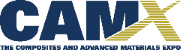 CAMX
THE COMPOSITES AND ADVANCED MATERIALS EXPO